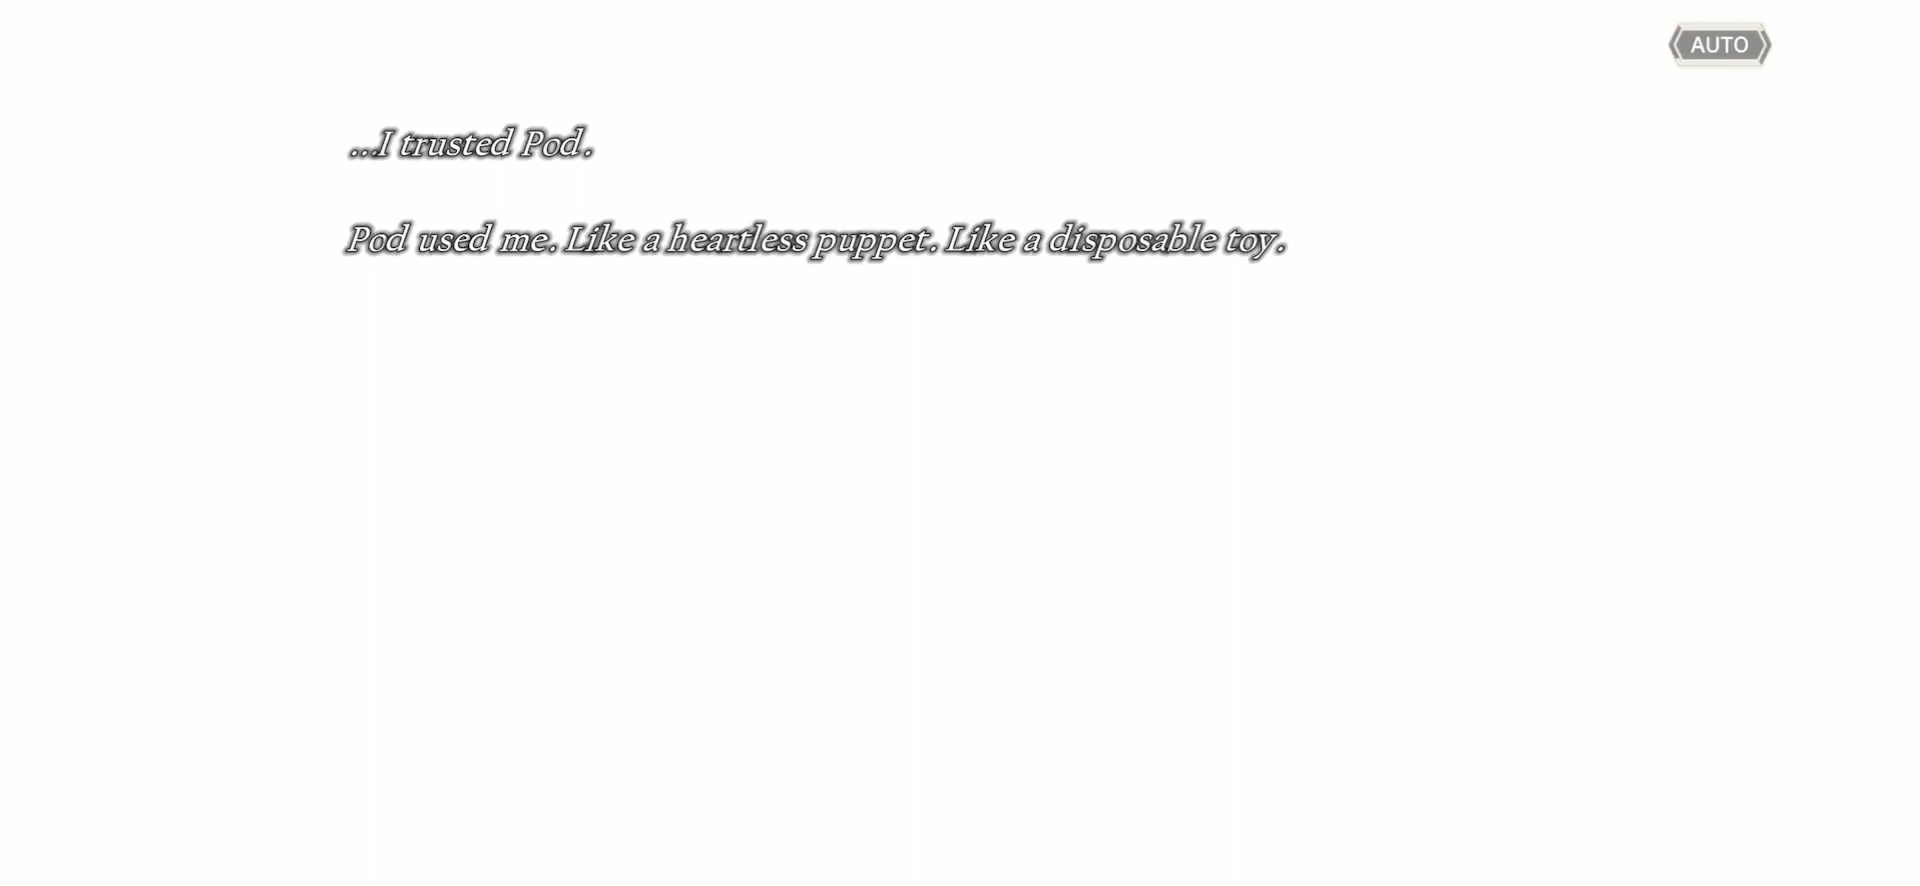 AUTO
...I trusted Pod.
Pod used me. Like a heartless puppet. Like a disposable toy.